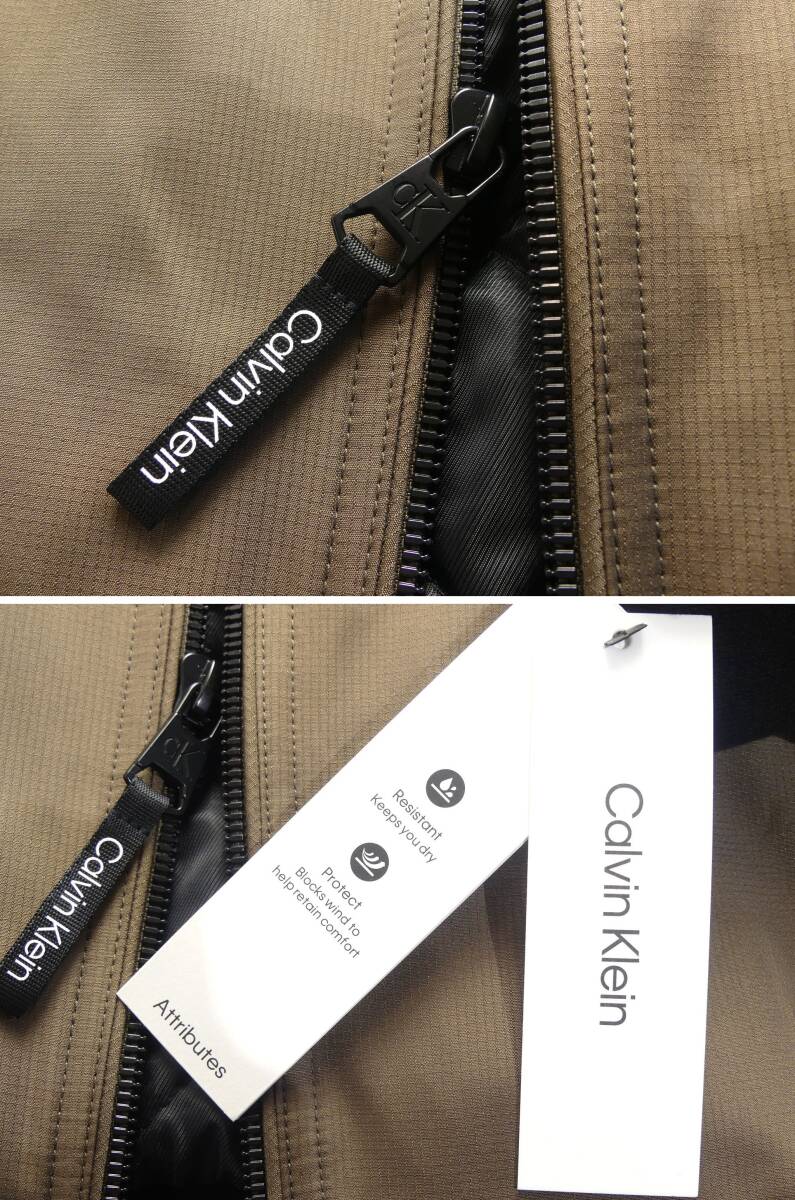 CK
Calvin Klein
CK
Calvin Klein
Resistant
Keeps you dry
Protect
Blocks wind to
help retain comfort
Attributes
Calvin Klein